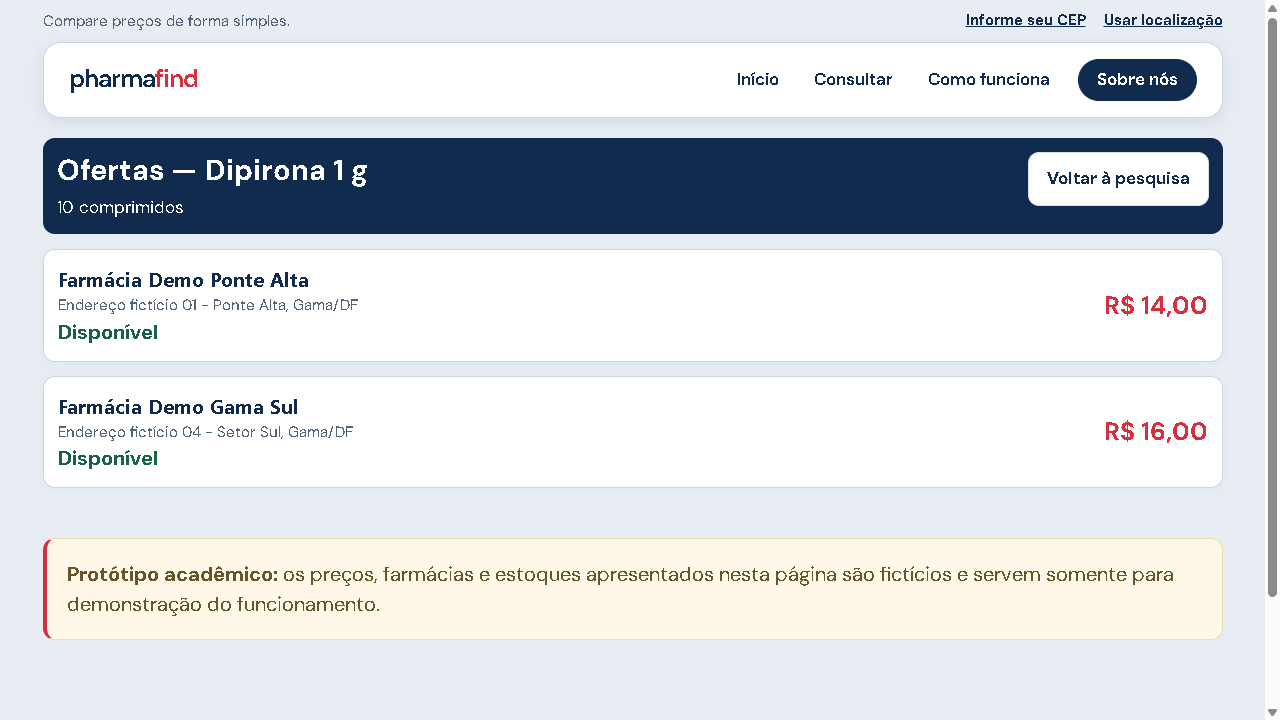 Compare preços de forma simples.
Informe seu CEP
Usar localização
pharmafind
Início
Consultar
Como funciona
Sobre nós
Ofertas — Dipirona 1 g
10 comprimidos
Voltar à pesquisa
Farmácia Demo Ponte Alta
Endereço fictício 01 - Ponte Alta, Gama/DF
Disponível
R$ 14,00
Farmácia Demo Gama Sul
Endereço fictício 04 - Setor Sul, Gama/DF
Disponível
R$ 16,00
Protótipo acadêmico: os preços, farmácias e estoques apresentados nesta página são fictícios e servem somente para
demonstração do funcionamento.